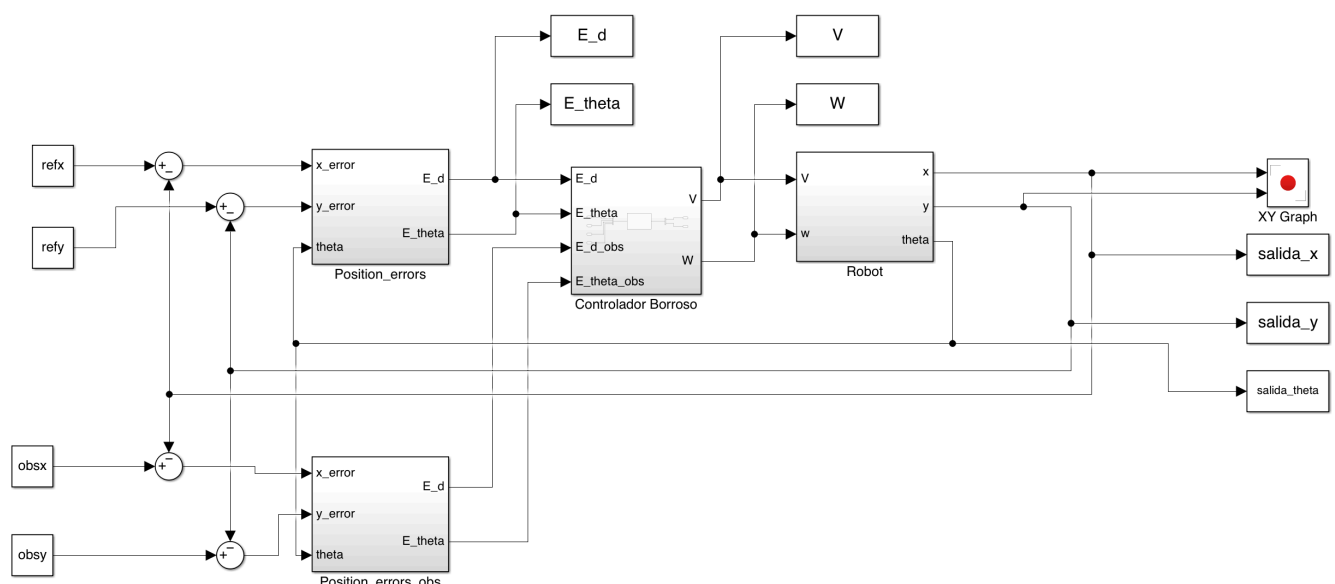 E_d
V
E_theta
W
refx
+
−
x_error
E_d
y_error
E_theta
theta
Position_errors
refy
+
−
E_d
E_theta
E_d_obs
E_theta_obs
V
W
Controlador Borroso
V
w
x
y
theta
Robot
XY Graph
salida_x
salida_y
salida_theta
obsx
+
−
obsy
+
−
x_error
y_error
theta
E_d
E_theta
Position_errors_obs